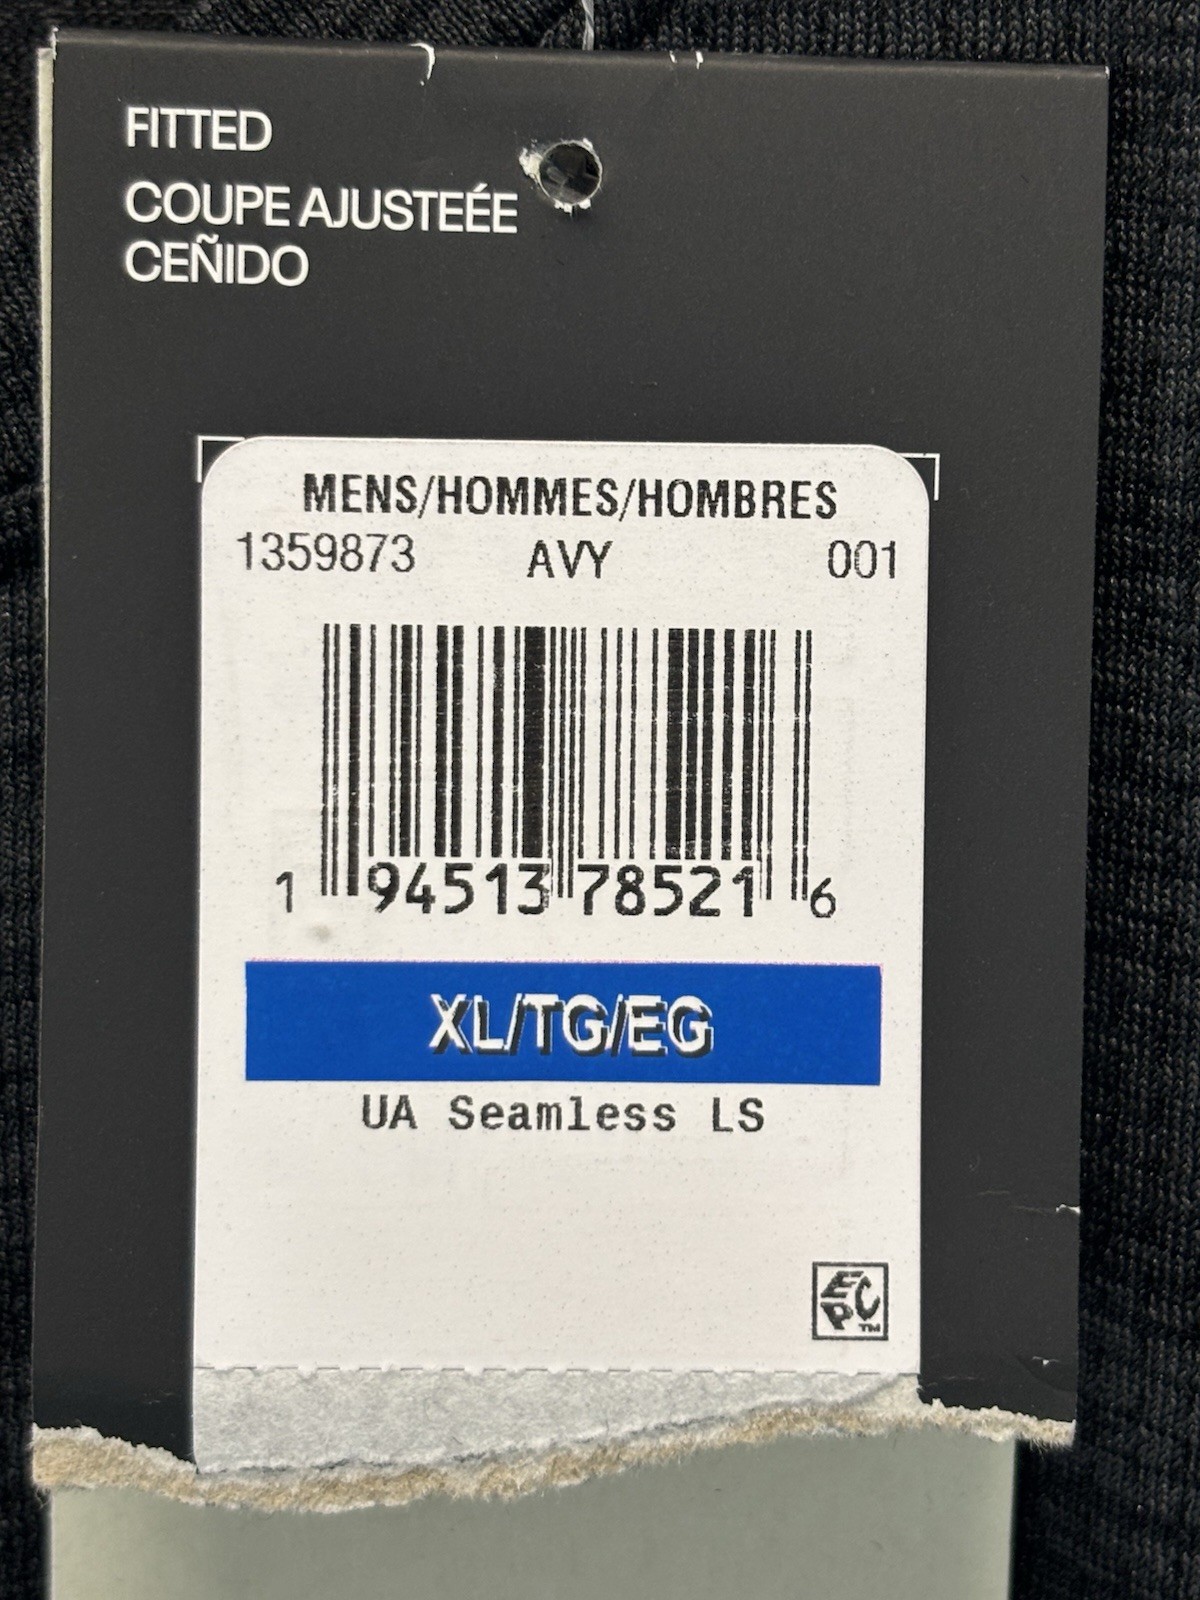 FITTED
COUPE AJUSTEÉE
CEÑIDO
MENS/HOMMES/HOMBRES
1359873 AVY 001
1 94513 78521 6
XL/TG/EG
UA Seamless LS
EPC™